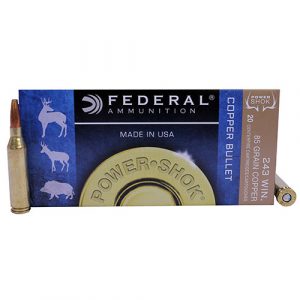 FEDERAL
AMMUNITION
MADE IN USA
POWER•SHOK
COPPER BULLET
POWER
SHOK
243 WIN.
85 GRAIN COPPER
20